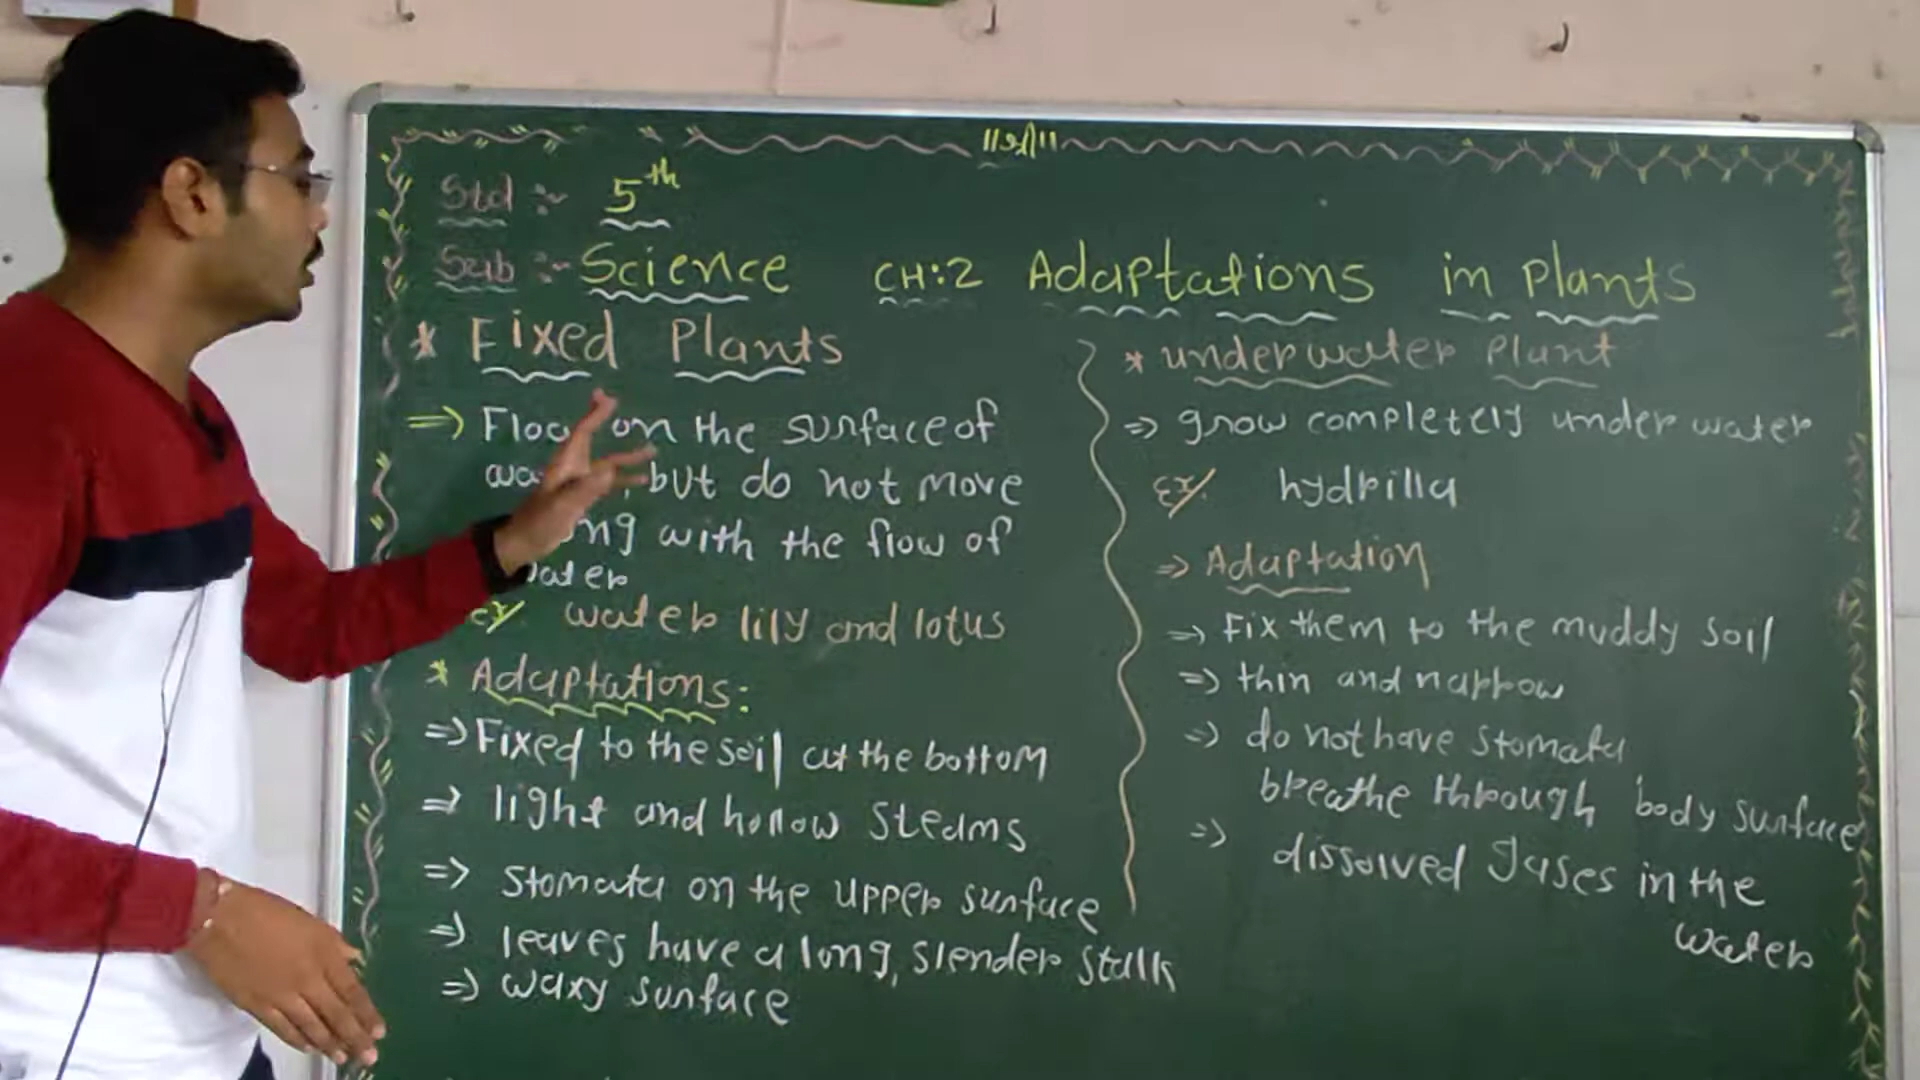 Std :- 5th
Sub :- Science CH:2 Adaptations in Plants
* Fixed Plants
=> on the surface of
but do not move
with the flow of
ex. water lily and lotus
* Adaptations:
=> Fixed to the soil at the bottom
=> light and hollow steams
=> stomata on the upper surface
=> leaves have a long, slender stalk
=> waxy surface
* underwater plant
=> grow completely under water
Ex. hydrilla
=> Adaptation
=> Fix them to the muddy soil
=> thin and narrow
=> do not have stomata
breathe through body surface
=> dissolved gases in the
water